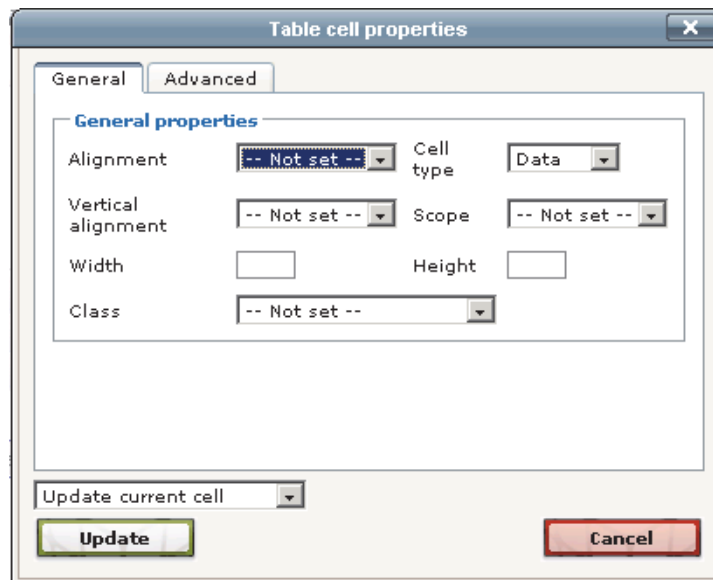 Table cell properties
General
Advanced
General properties
Alignment -- Not set -- Cell type Data
Vertical alignment -- Not set -- Scope -- Not set --
Width Height
Class -- Not set --
Update current cell
Update Cancel